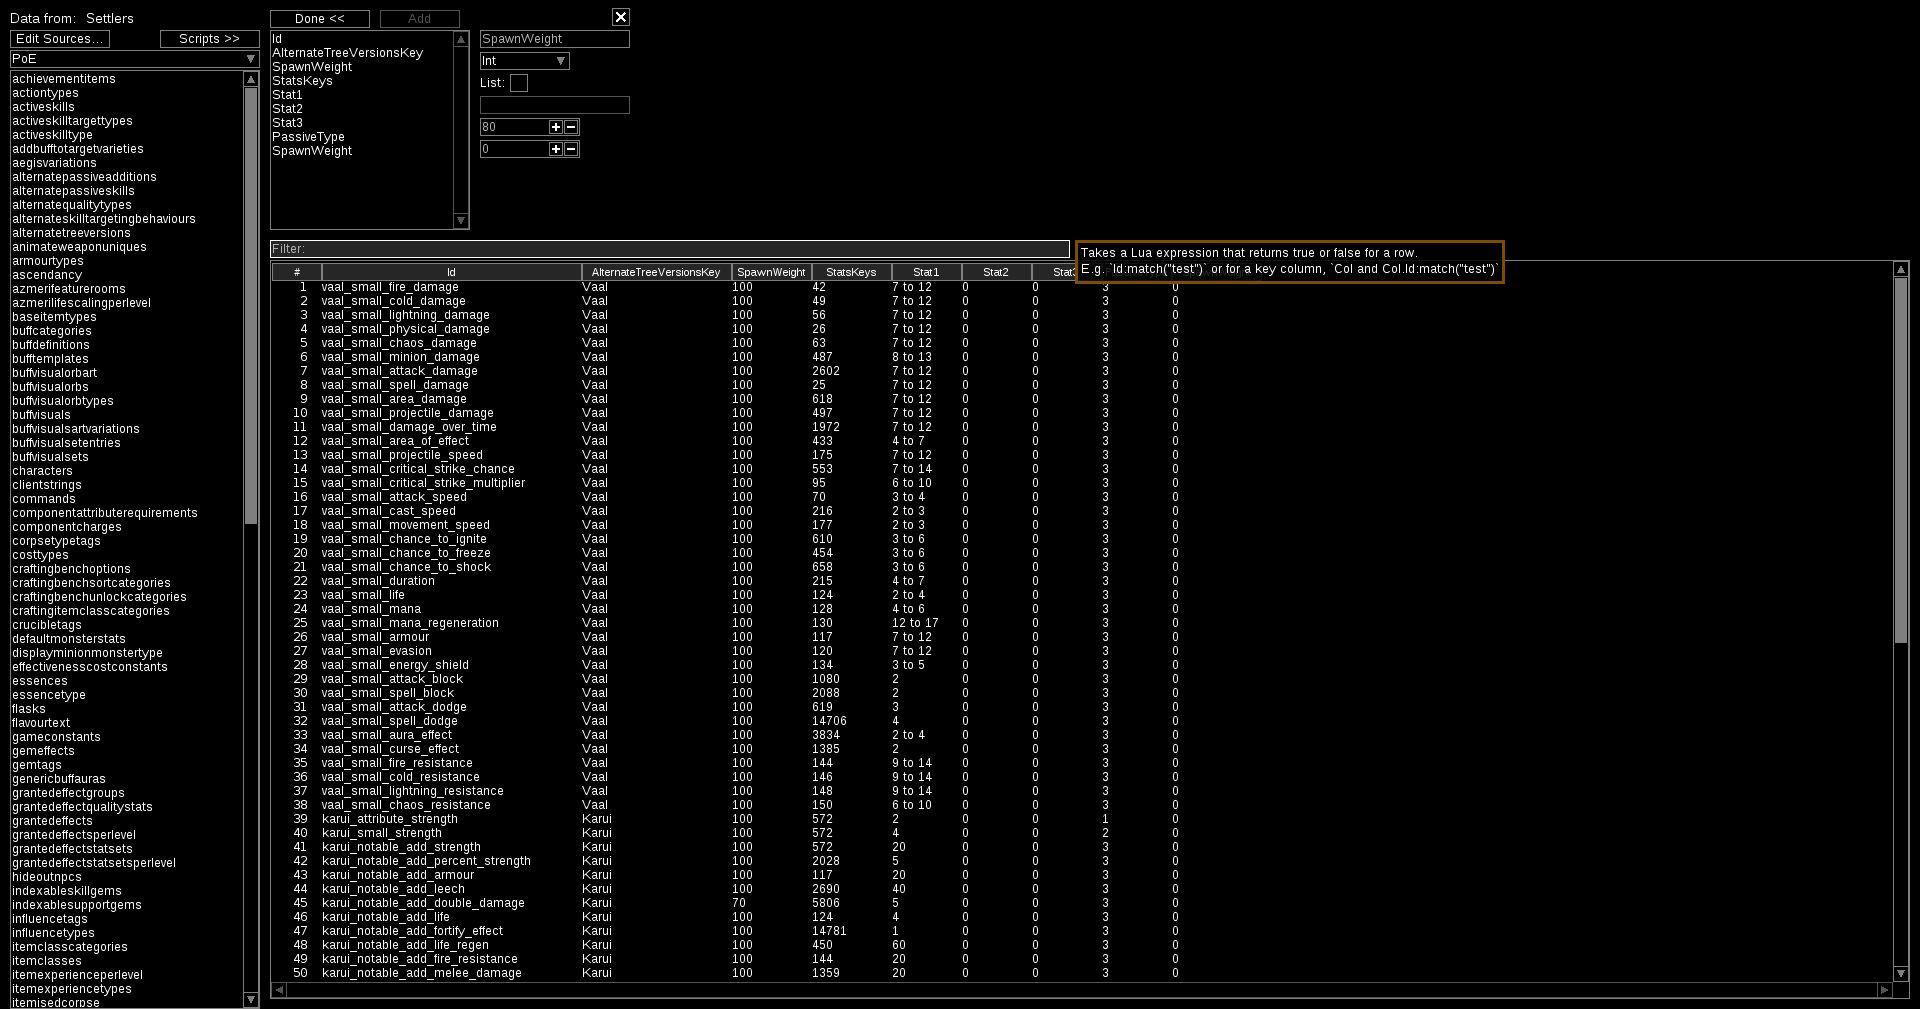 Data from: Settlers
Done <<
Add
Edit Sources...
Scripts >>
PoE
achievementitems
actiontypes
activeskills
activeskilltargettypes
activeskilltype
addbufftotargetvarieties
aegisvariations
alternatepassiveadditions
alternatepassiveskills
alternatequalitytypes
alternateskilltargetingbehaviours
alternatetreeversions
animateweaponuniques
armourtypes
ascendancy
azmerifeaturerooms
azmerilifescalingperlevel
baseitemtypes
buffcategories
buffdefinitions
bufftemplates
buffvisualorbart
buffvisualorbs
buffvisualorbtypes
buffvisuals
buffvisualsartvariations
buffvisualsetentries
buffvisualsets
characters
clientstrings
commands
componentattributerequirements
componentcharges
corpsetypetags
costtypes
craftingbenchoptions
craftingbenchsortcategories
craftingbenchunlockcategories
craftingitemclasscategories
crucibletags
defaultmonsterstats
displayminionmonstertype
effectivenesscostconstants
essences
essencetype
flasks
flavourtext
gameconstants
gemeffects
gemtags
genericbuffauras
grantedeffectgroups
grantedeffectqualitystats
grantedeffects
grantedeffectsperlevel
grantedeffectstatsets
grantedeffectstatsetsperlevel
hideoutnpcs
indexableskillgems
indexablesupportgems
influencetags
influencetypes
itemclasscategories
itemclasses
itemexperienceperlevel
itemexperiencetypes
itemisedcorpse
Id
AlternateTreeVersionsKey
SpawnWeight
StatsKeys
Stat1
Stat2
Stat3
PassiveType
SpawnWeight
SpawnWeight
Int
List:
80
0
Filter:
Takes a Lua expression that returns true or false for a row.
E.g. `Id:match("test")` or for a key column, `Col and Col.Id:match("test")`
# Id AlternateTreeVersionsKey SpawnWeight StatsKeys Stat1 Stat2 Stat3
1 vaal_small_fire_damage Vaal 100 42 7 to 12 0 0 3 0
2 vaal_small_cold_damage Vaal 100 49 7 to 12 0 0 3 0
3 vaal_small_lightning_damage Vaal 100 56 7 to 12 0 0 3 0
4 vaal_small_physical_damage Vaal 100 26 7 to 12 0 0 3 0
5 vaal_small_chaos_damage Vaal 100 63 7 to 12 0 0 3 0
6 vaal_small_minion_damage Vaal 100 487 8 to 13 0 0 3 0
7 vaal_small_attack_damage Vaal 100 2602 7 to 12 0 0 3 0
8 vaal_small_spell_damage Vaal 100 25 7 to 12 0 0 3 0
9 vaal_small_area_damage Vaal 100 618 7 to 12 0 0 3 0
10 vaal_small_projectile_damage Vaal 100 497 7 to 12 0 0 3 0
11 vaal_small_damage_over_time Vaal 100 1972 7 to 12 0 0 3 0
12 vaal_small_area_of_effect Vaal 100 433 4 to 7 0 0 3 0
13 vaal_small_projectile_speed Vaal 100 175 7 to 12 0 0 3 0
14 vaal_small_critical_strike_chance Vaal 100 553 7 to 14 0 0 3 0
15 vaal_small_critical_strike_multiplier Vaal 100 95 6 to 10 0 0 3 0
16 vaal_small_attack_speed Vaal 100 70 3 to 4 0 0 3 0
17 vaal_small_cast_speed Vaal 100 216 2 to 3 0 0 3 0
18 vaal_small_movement_speed Vaal 100 177 2 to 3 0 0 3 0
19 vaal_small_chance_to_ignite Vaal 100 610 3 to 6 0 0 3 0
20 vaal_small_chance_to_freeze Vaal 100 454 3 to 6 0 0 3 0
21 vaal_small_chance_to_shock Vaal 100 658 3 to 6 0 0 3 0
22 vaal_small_duration Vaal 100 215 4 to 7 0 0 3 0
23 vaal_small_life Vaal 100 124 2 to 4 0 0 3 0
24 vaal_small_mana Vaal 100 128 4 to 6 0 0 3 0
25 vaal_small_mana_regeneration Vaal 100 130 12 to 17 0 0 3 0
26 vaal_small_armour Vaal 100 117 7 to 12 0 0 3 0
27 vaal_small_evasion Vaal 100 120 7 to 12 0 0 3 0
28 vaal_small_energy_shield Vaal 100 134 3 to 5 0 0 3 0
29 vaal_small_attack_block Vaal 100 1080 2 0 0 3 0
30 vaal_small_spell_block Vaal 100 2088 2 0 0 3 0
31 vaal_small_attack_dodge Vaal 100 619 3 0 0 3 0
32 vaal_small_spell_dodge Vaal 100 14706 4 0 0 3 0
33 vaal_small_aura_effect Vaal 100 3834 2 to 4 0 0 3 0
34 vaal_small_curse_effect Vaal 100 1385 2 0 0 3 0
35 vaal_small_fire_resistance Vaal 100 144 9 to 14 0 0 3 0
36 vaal_small_cold_resistance Vaal 100 146 9 to 14 0 0 3 0
37 vaal_small_lightning_resistance Vaal 100 148 9 to 14 0 0 3 0
38 vaal_small_chaos_resistance Vaal 100 150 6 to 10 0 0 3 0
39 karui_attribute_strength Karui 100 572 2 0 0 1 0
40 karui_small_strength Karui 100 572 4 0 0 2 0
41 karui_notable_add_strength Karui 100 572 20 0 0 3 0
42 karui_notable_add_percent_strength Karui 100 2028 5 0 0 3 0
43 karui_notable_add_armour Karui 100 117 20 0 0 3 0
44 karui_notable_add_leech Karui 100 2690 40 0 0 3 0
45 karui_notable_add_double_damage Karui 70 5806 5 0 0 3 0
46 karui_notable_add_life Karui 100 124 4 0 0 3 0
47 karui_notable_add_fortify_effect Karui 100 14781 1 0 0 3 0
48 karui_notable_add_life_regen Karui 100 450 60 0 0 3 0
49 karui_notable_add_fire_resistance Karui 100 144 20 0 0 3 0
50 karui_notable_add_melee_damage Karui 100 1359 20 0 0 3 0